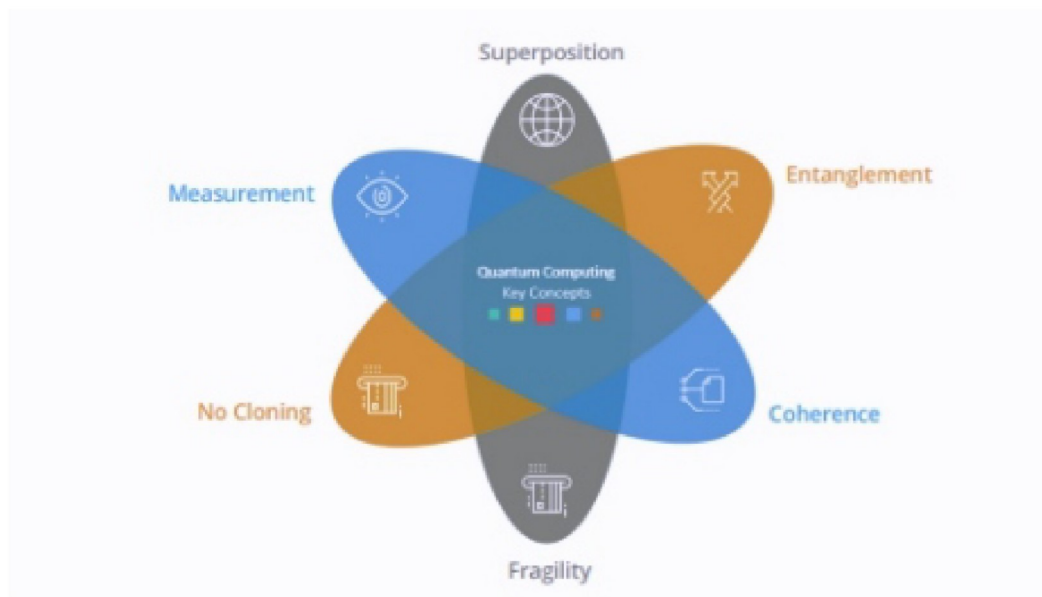 Superposition
Entanglement
Measurement
Quantum Computing
Key Concepts
No Cloning
Coherence
Fragility